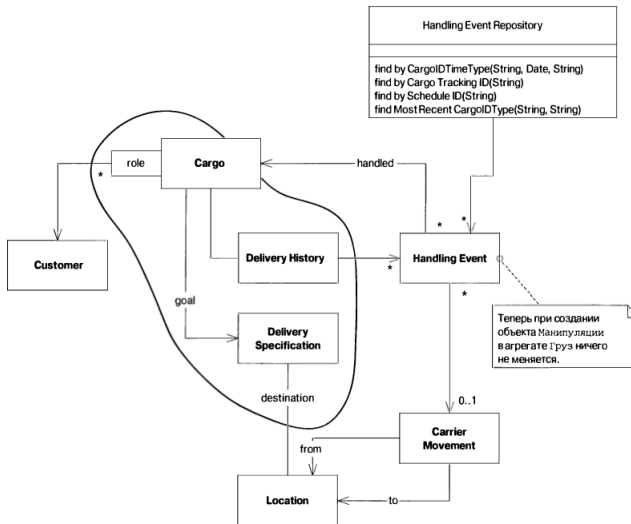 Handling Event Repository
find by CargoIDTimeType(String, Date, String)
find by Cargo Tracking ID(String)
find by Schedule ID(String)
find Most Recent CargoIDType(String, String)
role
Cargo
handled
*
*
*
Customer
Delivery History
*
Handling Event
*
goal
Теперь при создании
объекта Манипуляции
в агрегате Груз ничего
не меняется.
Delivery
Specification
destination
0..1
Carrier
Movement
from
Location
to